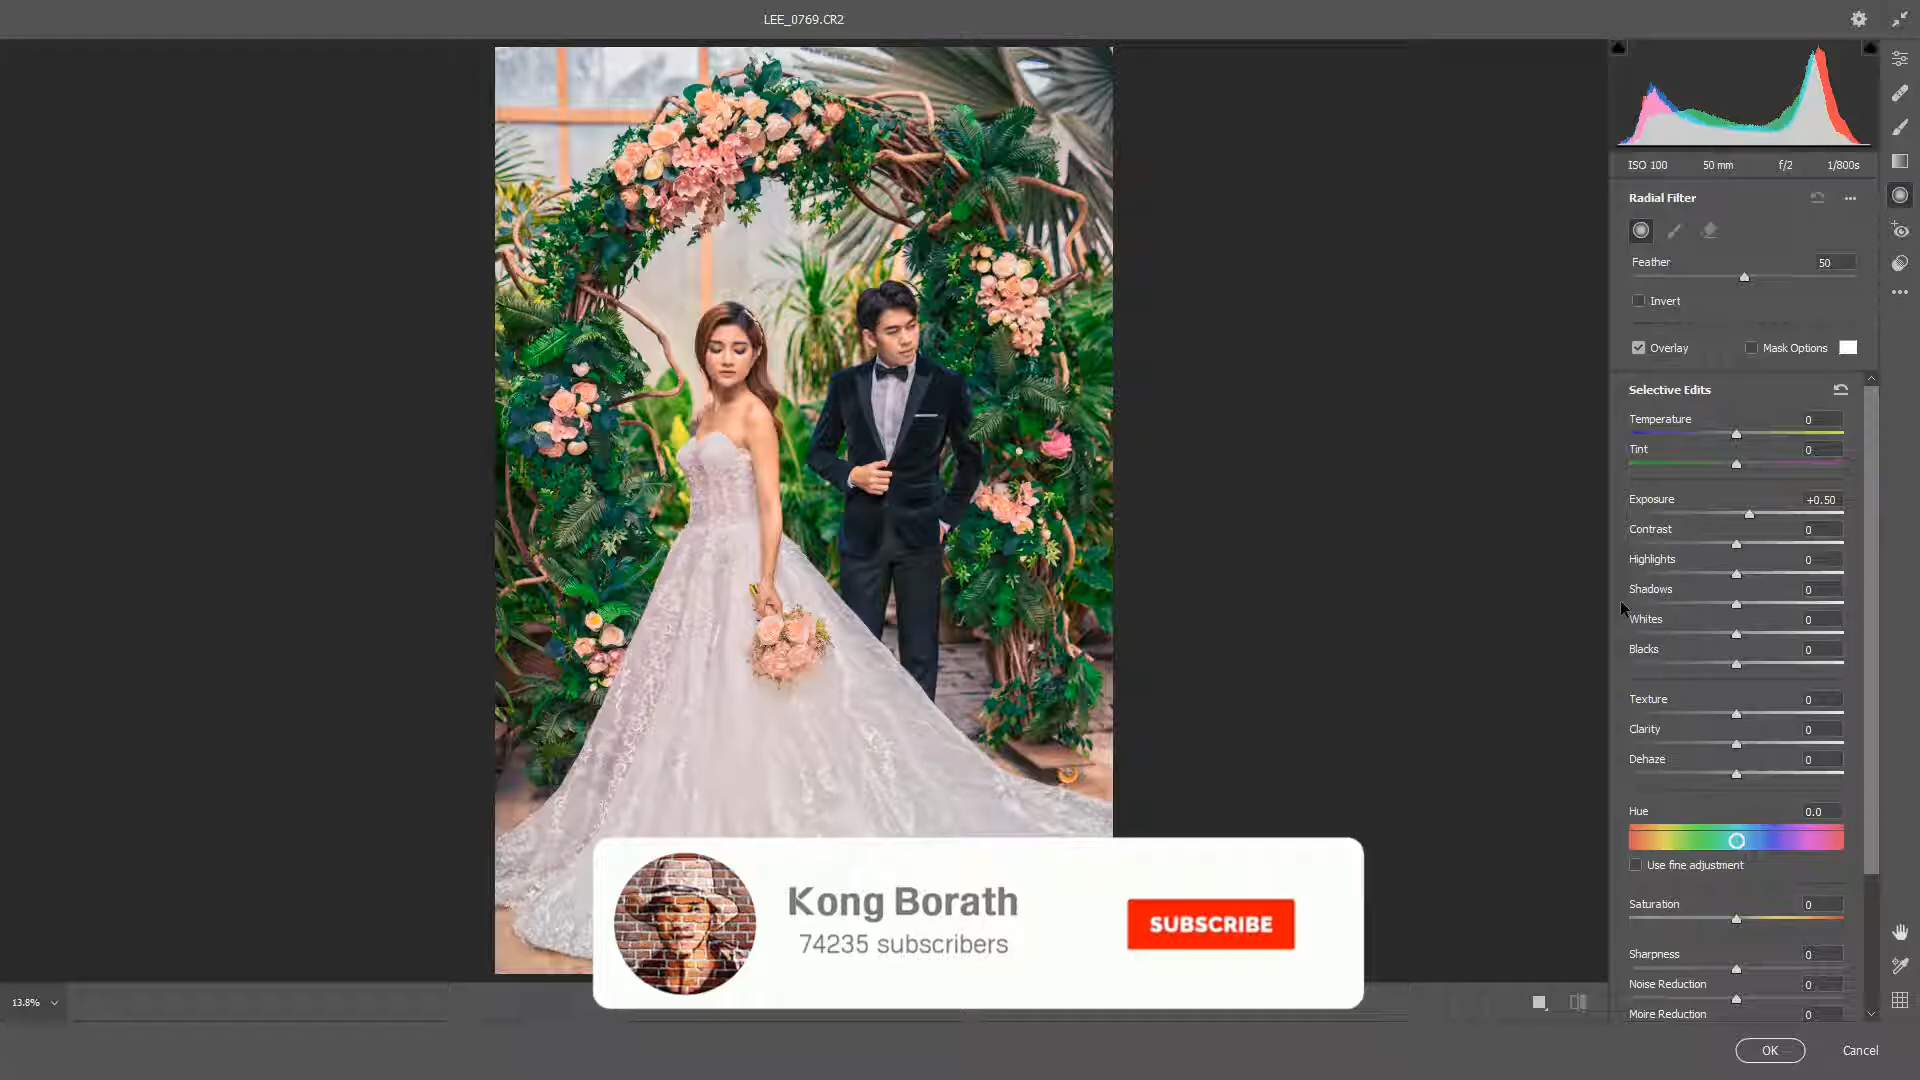 LEE_0769.CR2
ISO 100 50 mm f/2 1/800s
Radial Filter
Feather 50
Invert
Overlay Mask Options
Selective Edits
Temperature 0
Tint 0
Exposure +0.50
Contrast 0
Highlights 0
Shadows 0
Whites 0
Blacks 0
Texture 0
Clarity 0
Dehaze 0
Hue 0.0
Use fine adjustment
Saturation 0
Sharpness 0
Noise Reduction 0
Moire Reduction 0
Kong Borath
74235 subscribers
SUBSCRIBE
13.8%
OK Cancel